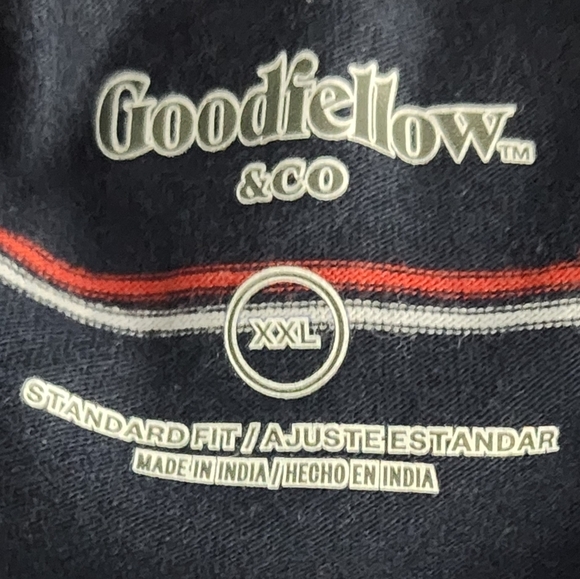 Goodfellow™
&CO
XXL
STANDARD FIT / AJUSTE ESTANDAR
MADE IN INDIA / HECHO EN INDIA